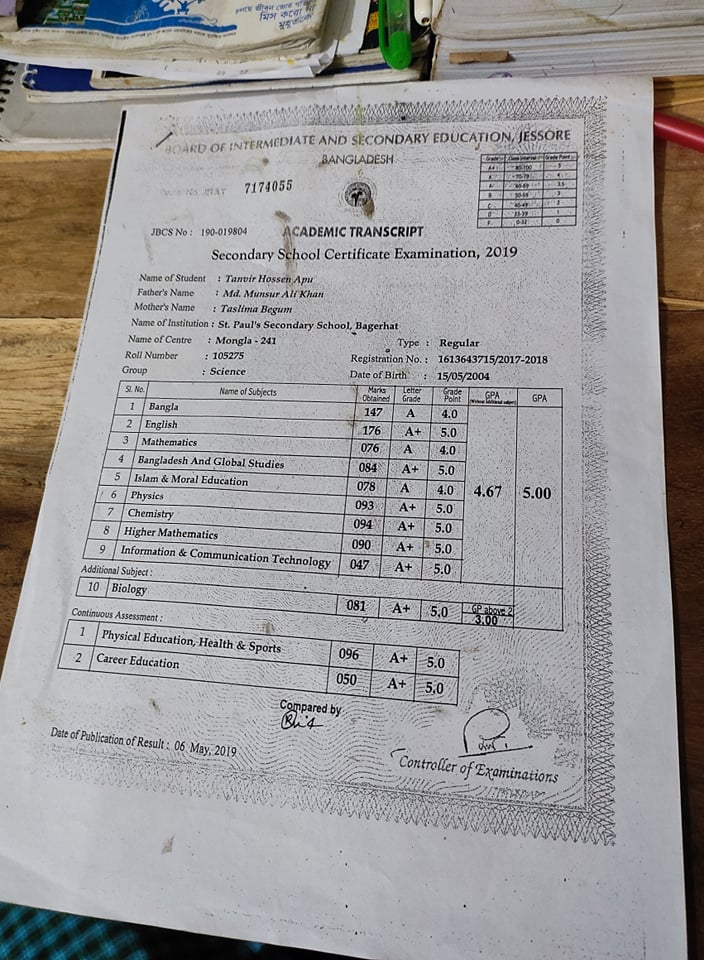 চলছে জীবন জোর গতি
মিস করো না
মুহূর্তকে
BOARD OF INTERMEDIATE AND SECONDARY EDUCATION, JESSORE
BANGLADESH
7174055
Grade Class Interval Grade Point
A+ 80-100 5
A 70-79 4
A- 60-69 3.5
B 50-59 3
C 40-49 2
D 33-39 1
F 0-32 0
JBCS No : 190-019804 ACADEMIC TRANSCRIPT
Secondary School Certificate Examination, 2019
Name of Student : Tanvir Hossen Apu
Father's Name : Md. Munsur Ali Khan
Mother's Name : Taslima Begum
Name of Institution : St. Paul's Secondary School, Bagerhat
Name of Centre : Mongla - 241 Type : Regular
Roll Number : 105275 Registration No. : 1613643715/2017-2018
Group : Science Date of Birth : 15/05/2004
Sl. No. Name of Subjects Marks Obtained Letter Grade Grade Point GPA (Without additional subject) GPA
1 Bangla 147 A 4.0
2 English 176 A+ 5.0
3 Mathematics 076 A 4.0
4 Bangladesh And Global Studies 084 A+ 5.0
5 Islam & Moral Education 078 A 4.0 4.67 5.00
6 Physics 093 A+ 5.0
7 Chemistry 094 A+ 5.0
8 Higher Mathematics 090 A+ 5.0
9 Information & Communication Technology 047 A+ 5.0
Additional Subject :
10 Biology 081 A+ 5.0 GP above 2 3.00
Continuous Assessment :
1 Physical Education, Health & Sports 096 A+ 5.0
2 Career Education 050 A+ 5.0
Compared by
Date of Publication of Result : 06 May, 2019
Controller of Examinations